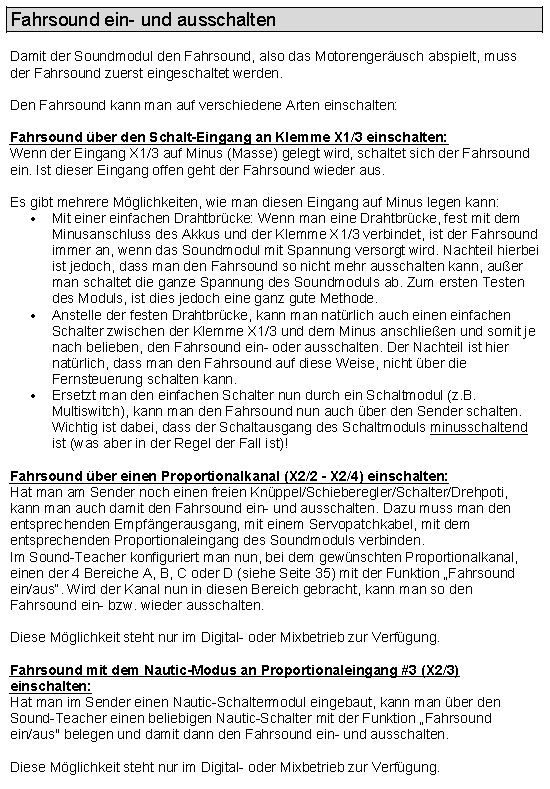 Fahrsound ein- und ausschalten
Damit der Soundmodul den Fahrsound, also das Motorengeräusch abspielt, muss
der Fahrsound zuerst eingeschaltet werden.
Den Fahrsound kann man auf verschiedene Arten einschalten:
Fahrsound über den Schalt-Eingang an Klemme X1/3 einschalten:
Wenn der Eingang X1/3 auf Minus (Masse) gelegt wird, schaltet sich der Fahrsound
ein. Ist dieser Eingang offen geht der Fahrsound wieder aus.
Es gibt mehrere Möglichkeiten, wie man diesen Eingang auf Minus legen kann:
• Mit einer einfachen Drahtbrücke: Wenn man eine Drahtbrücke, fest mit dem
Minusanschluss des Akkus und der Klemme X1/3 verbindet, ist der Fahrsound
immer an, wenn das Soundmodul mit Spannung versorgt wird. Nachteil hierbei
ist jedoch, dass man den Fahrsound so nicht mehr ausschalten kann, außer
man schaltet die ganze Spannung des Soundmoduls ab. Zum ersten Testen
des Moduls, ist dies jedoch eine ganz gute Methode.
• Anstelle der festen Drahtbrücke, kann man natürlich auch einen einfachen
Schalter zwischen der Klemme X1/3 und dem Minus anschließen und somit je
nach belieben, den Fahrsound ein- oder ausschalten. Der Nachteil ist hier
natürlich, dass man den Fahrsound auf diese Weise, nicht über die
Fernsteuerung schalten kann.
• Ersetzt man den einfachen Schalter nun durch ein Schaltmodul (z.B.
Multiswitch), kann man den Fahrsound nun auch über den Sender schalten.
Wichtig ist dabei, dass der Schaltausgang des Schaltmoduls minusschaltend
ist (was aber in der Regel der Fall ist)!
Fahrsound über einen Proportionalkanal (X2/2 - X2/4) einschalten:
Hat man am Sender noch einen freien Knüppel/Schieberegler/Schalter/Drehpoti,
kann man auch damit den Fahrsound ein- und ausschalten. Dazu muss man den
entsprechenden Empfängerausgang, mit einem Servopatchkabel, mit dem
entsprechenden Proportionaleingang des Soundmoduls verbinden.
Im Sound-Teacher konfiguriert man nun, bei dem gewünschten Proportionalkanal,
einen der 4 Bereiche A, B, C oder D (siehe Seite 35) mit der Funktion „Fahrsound
ein/aus". Wird der Kanal nun in diesen Bereich gebracht, kann man so den
Fahrsound ein- bzw. wieder ausschalten.
Diese Möglichkeit steht nur im Digital- oder Mixbetrieb zur Verfügung.
Fahrsound mit dem Nautic-Modus an Proportionaleingang #3 (X2/3)
einschalten:
Hat man im Sender einen Nautic-Schaltermodul eingebaut, kann man über den
Sound-Teacher einen beliebigen Nautic-Schalter mit der Funktion „Fahrsound
ein/aus" belegen und damit dann den Fahrsound ein- und ausschalten.
Diese Möglichkeit steht nur im Digital- oder Mixbetrieb zur Verfügung.